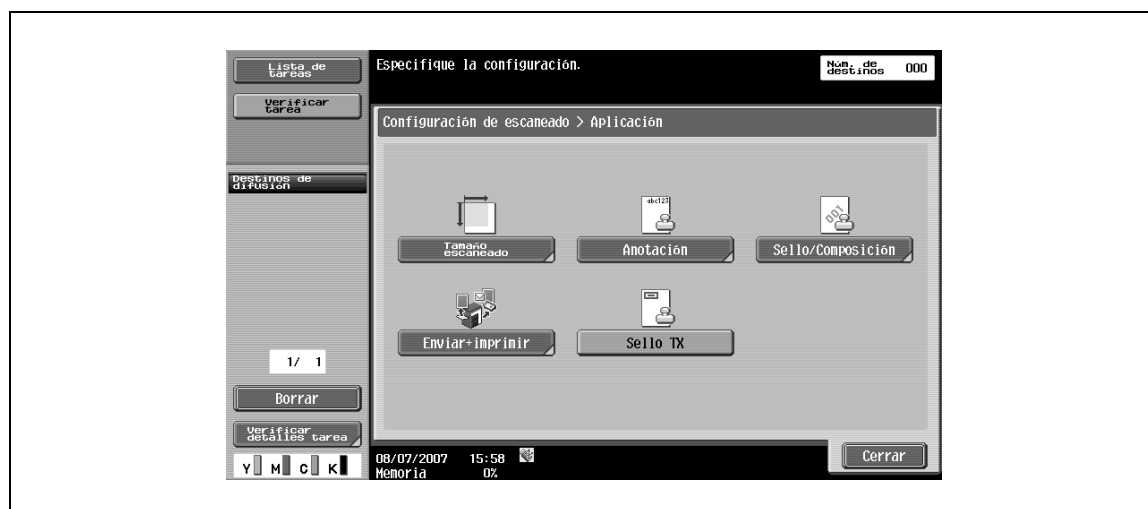 Lista de
tareas
Verificar
tarea
Destinos de
difusión
1/ 1
Borrar
Verificar
detalles tarea
Y M C K
Especifique la configuración.
Núm. de
destinos 000
Configuración de escaneado > Aplicación
abc123
001
Tamaño
escaneado
Anotación
Sello/Composición
Enviar+imprimir
Sello TX
08/07/2007 15:58
Memoria 0%
Cerrar